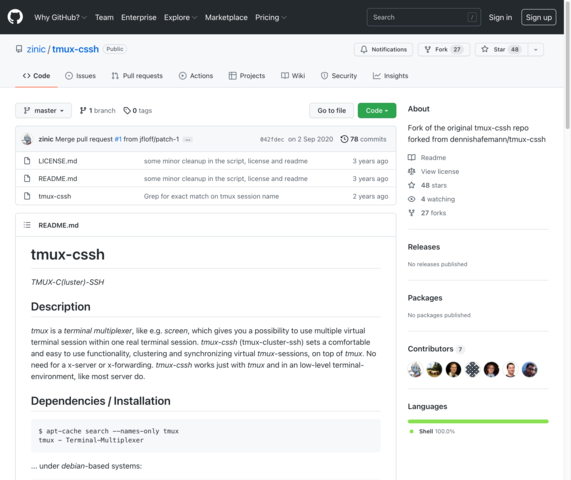 Why GitHub? Team Enterprise Explore Marketplace Pricing Search / Sign in Sign up
zinic / tmux-cssh Public Notifications Fork 27 Star 48
Code Issues Pull requests Actions Projects Wiki Security Insights
master 1 branch 0 tags Go to file Code
zinic Merge pull request #1 from jfloff/patch-1 ... 042fdec on 2 Sep 2020 78 commits
LICENSE.md some minor cleanup in the script, license and readme 3 years ago
README.md some minor cleanup in the script, license and readme 3 years ago
tmux-cssh Grep for exact match on tmux session name 2 years ago
README.md
tmux-cssh
TMUX-C(luster)-SSH
Description
tmux is a terminal multiplexer, like e.g. screen, which gives you a possibility to use multiple virtual
terminal session within one real terminal session. tmux-cssh (tmux-cluster-ssh) sets a comfortable
and easy to use functionality, clustering and synchronizing virtual tmux-sessions, on top of tmux. No
need for a x-server or x-forwarding. tmux-cssh works just with tmux and in an low-level terminal-
environment, like most server do.
Dependencies / Installation
$ apt-cache search --names-only tmux
tmux - Terminal-Multiplexer
... under debian-based systems:
About
Fork of the original tmux-cssh repo
forked from dennishafemann/tmux-cssh
Readme
View license
48 stars
4 watching
27 forks
Releases
No releases published
Packages
No packages published
Contributors 7
Languages
Shell 100.0%